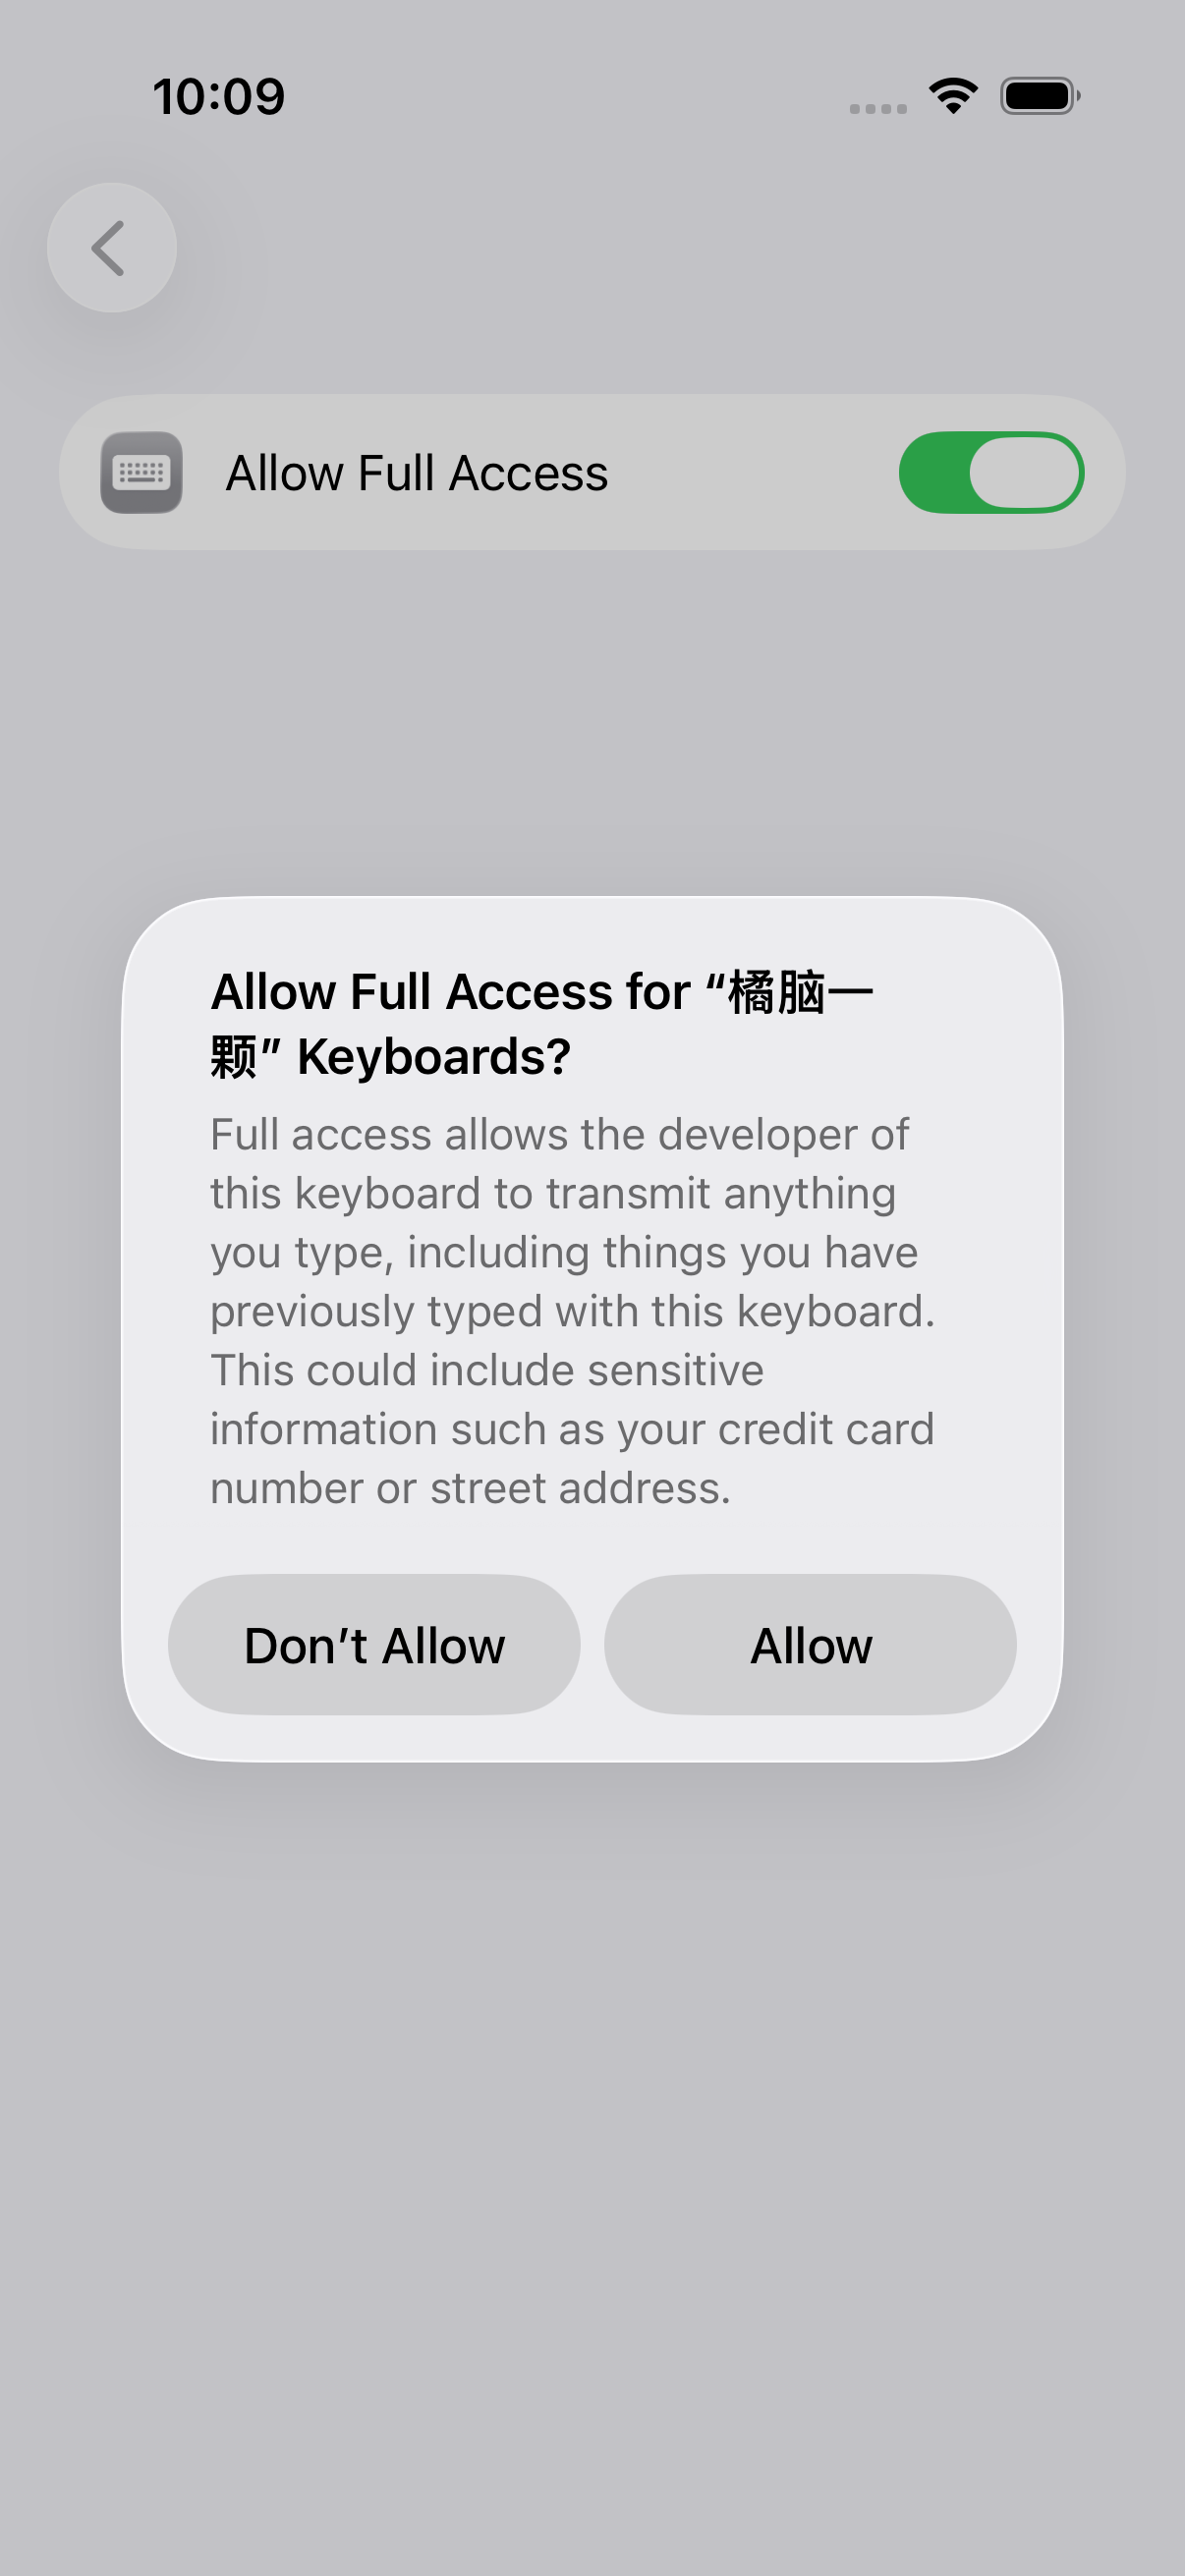 10:09
Allow Full Access
Allow Full Access for “橘脑一
颗” Keyboards?
Full access allows the developer of
this keyboard to transmit anything
you type, including things you have
previously typed with this keyboard.
This could include sensitive
information such as your credit card
number or street address.
Don’t Allow
Allow